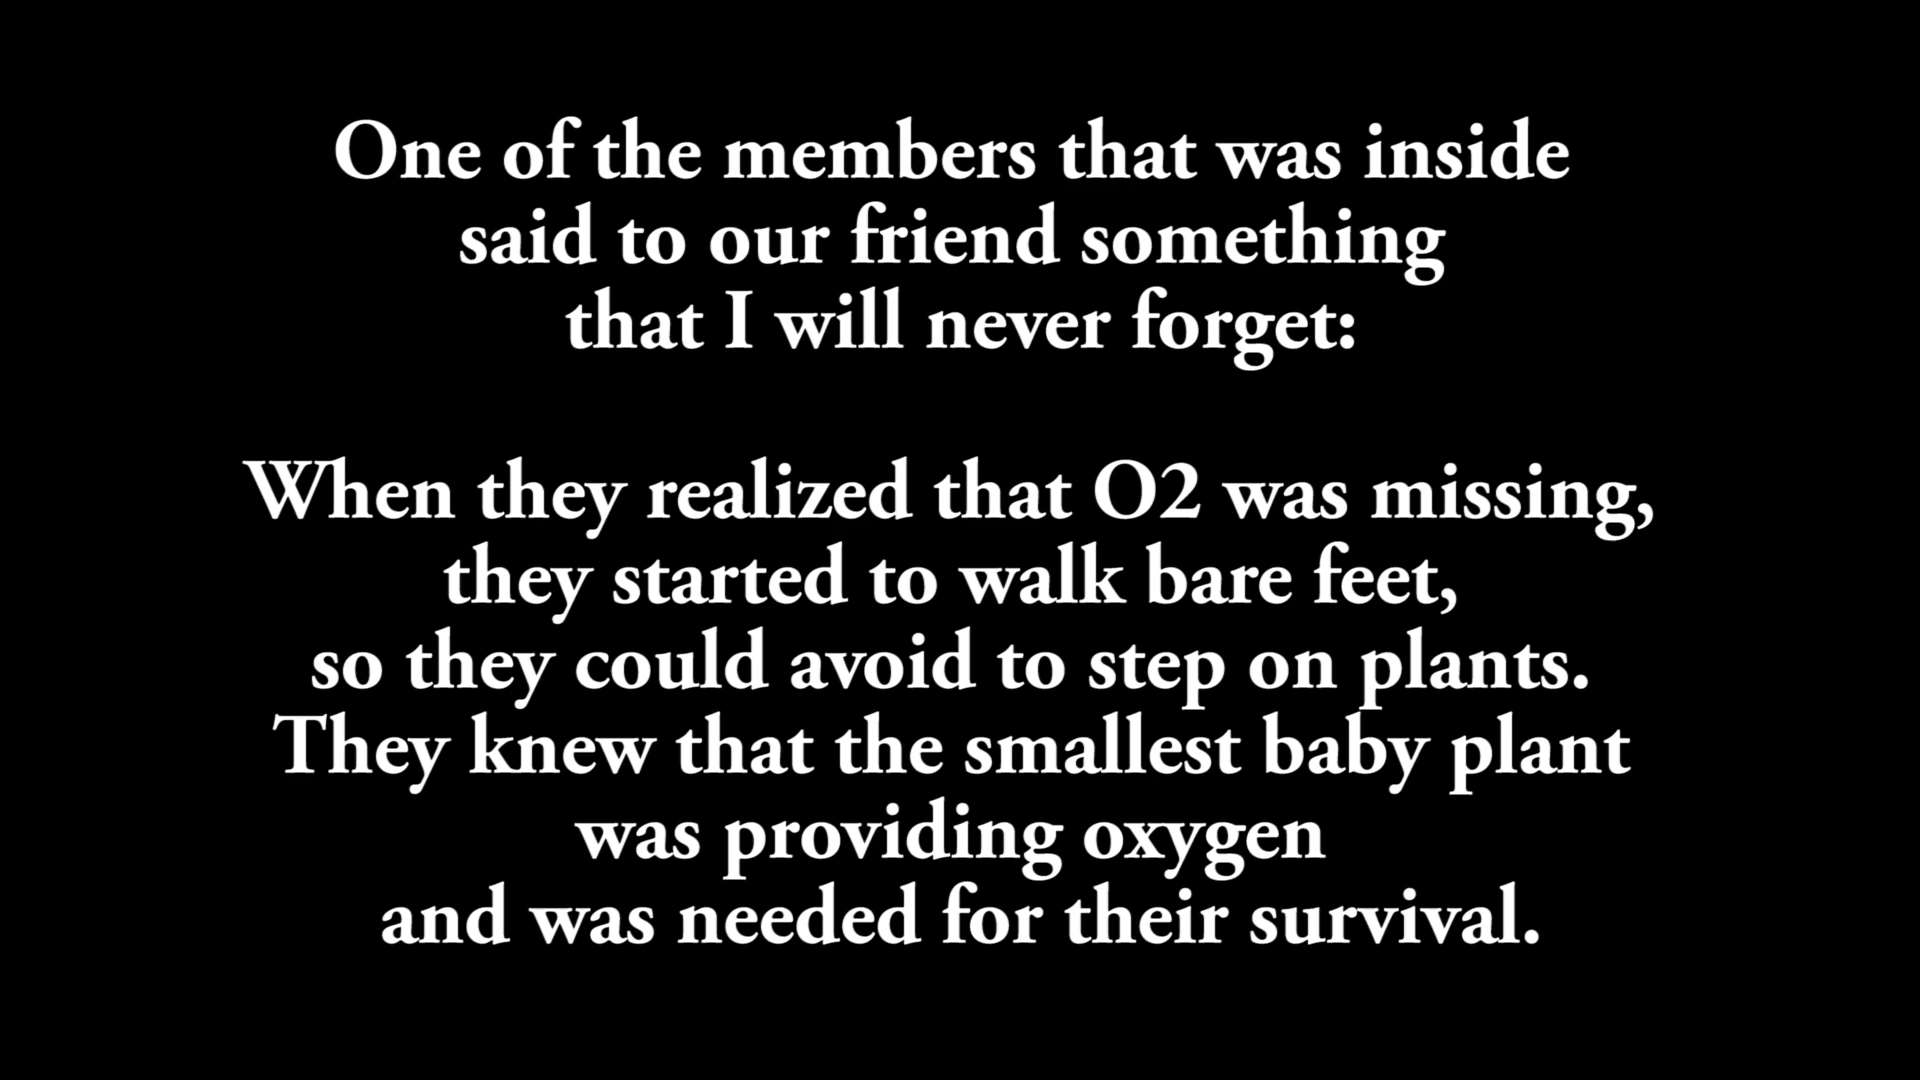 One of the members that was inside
said to our friend something
that I will never forget:
When they realized that O2 was missing,
they started to walk bare feet,
so they could avoid to step on plants.
They knew that the smallest baby plant
was providing oxygen
and was needed for their survival.